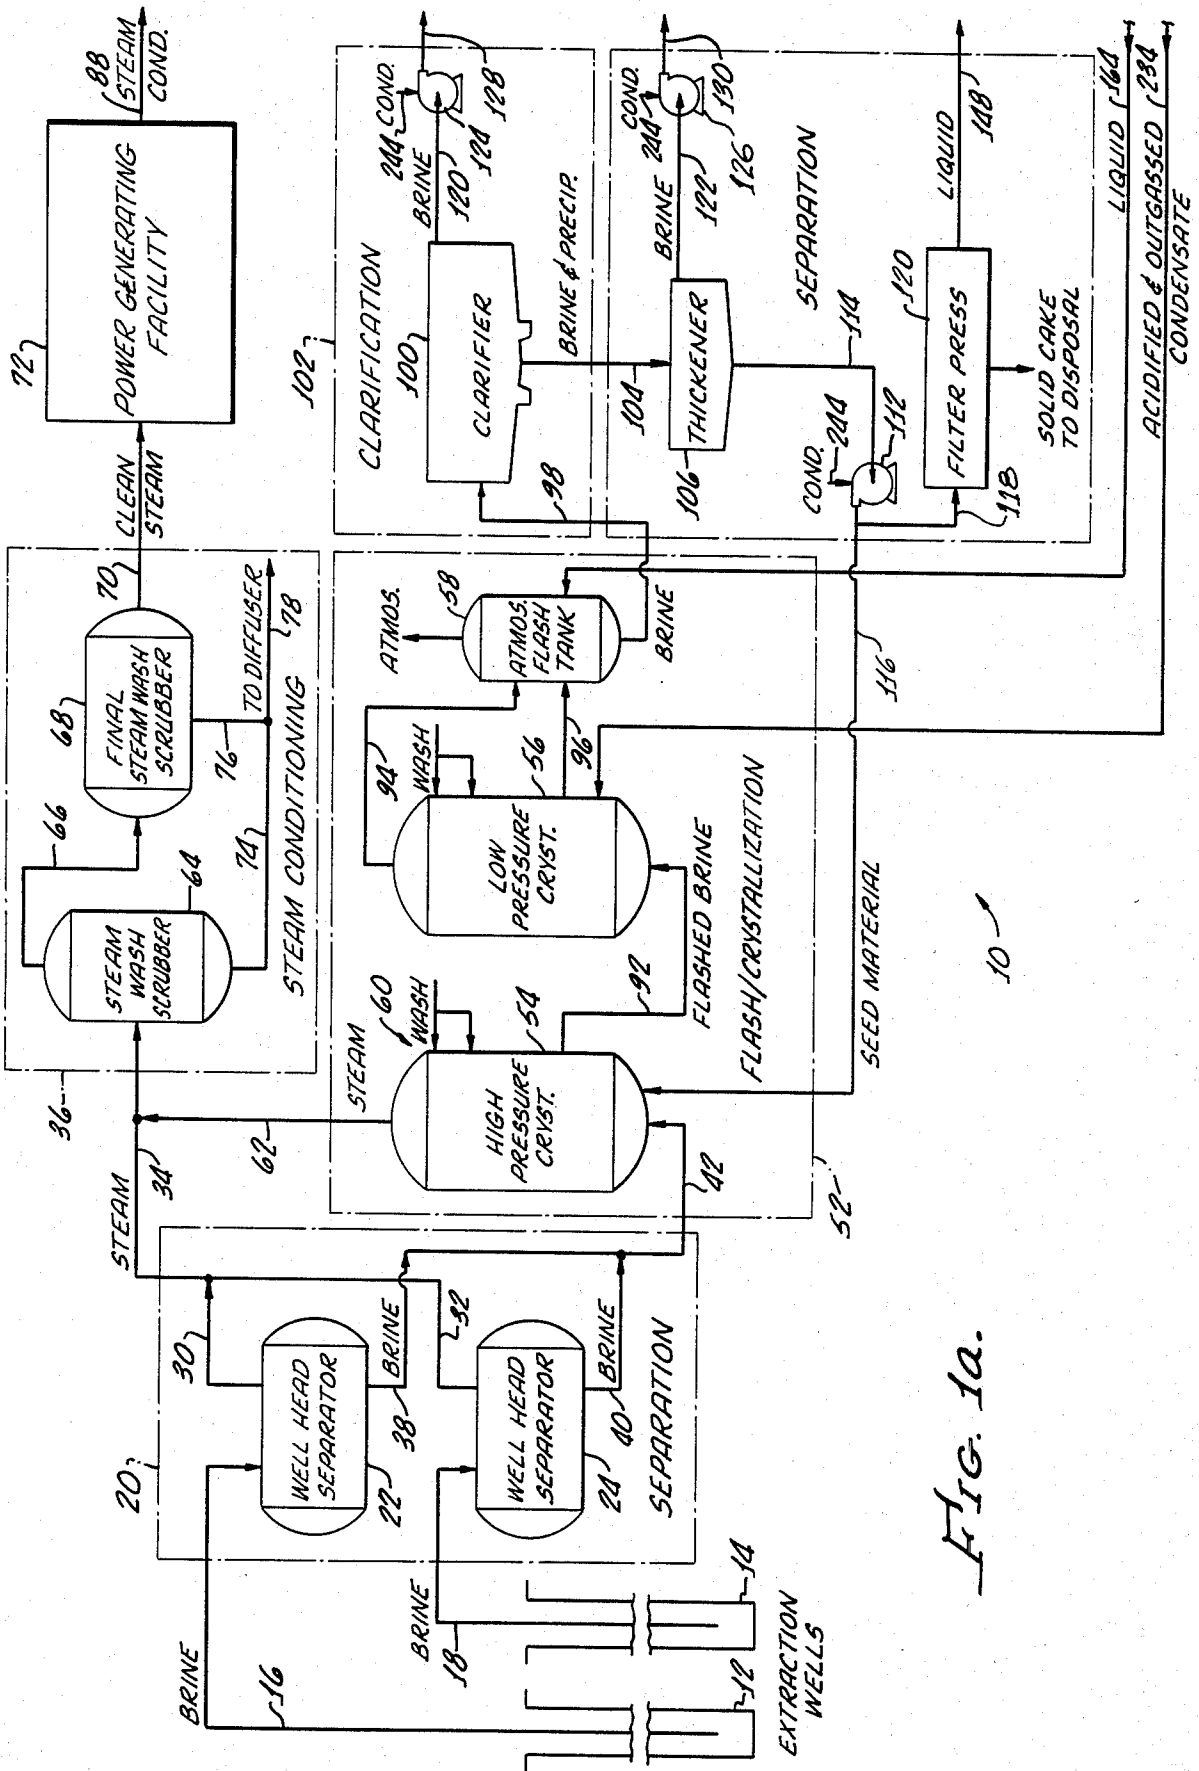 72
POWER GENERATING
FACILITY
88
STEAM
COND.
CLEAN
STEAM
70
36
STEAM CONDITIONING
66
STEAM
WASH
SCRUBBER
64
68
FINAL
STEAM WASH
SCRUBBER
74
76
TO DIFFUSER
78
STEAM
34
62
STEAM
20
SEPARATION
30
WELL HEAD
SEPARATOR
22
BRINE
38
32
WELL HEAD
SEPARATOR
24
BRINE
40
BRINE
16
BRINE
18
12
14
EXTRACTION
WELLS
42
52
FLASH/CRYSTALLIZATION
60
WASH
HIGH
PRESSURE
CRYST.
54
92
FLASHED BRINE
94
WASH
LOW
PRESSURE
CRYST.
56
96
ATMOS.
58
ATMOS.
FLASH
TANK
BRINE
98
102
CLARIFICATION
100
CLARIFIER
BRINE
120
244
COND.
124
128
BRINE & PRECIP.
104
106
THICKENER
BRINE
122
COND.
244
126
130
SEPARATION
114
COND.
244
112
118
FILTER PRESS
120
LIQUID
148
SOLID CAKE
TO DISPOSAL
116
SEED MATERIAL
LIQUID
164
ACIDIFIED & OUTGASSED
CONDENSATE
234
10
FIG. 1a.